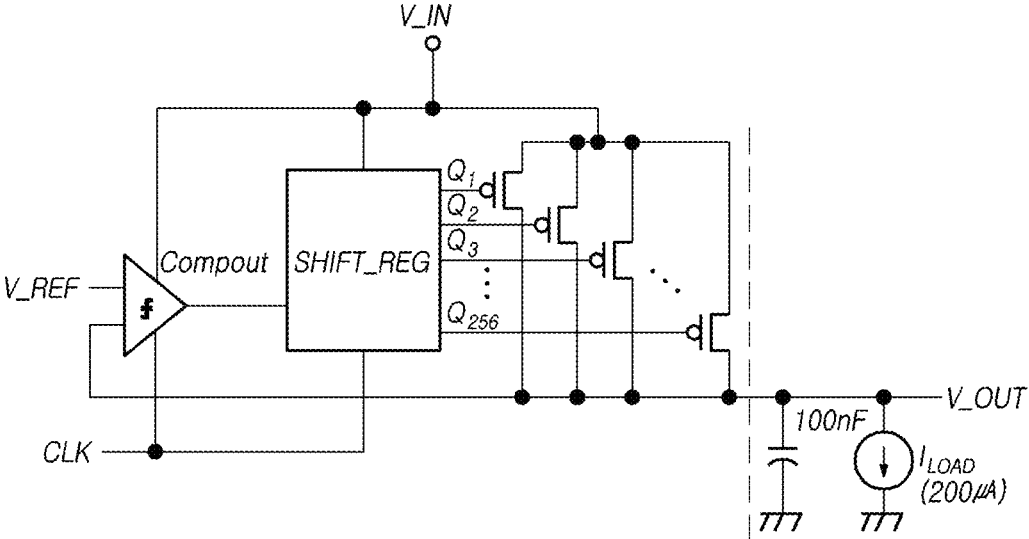 V_IN
Q1
Q2
Q3
Q256
Compout
SHIFT_REG
V_REF
CLK
100nF
V_OUT
ILOAD
(200μA)